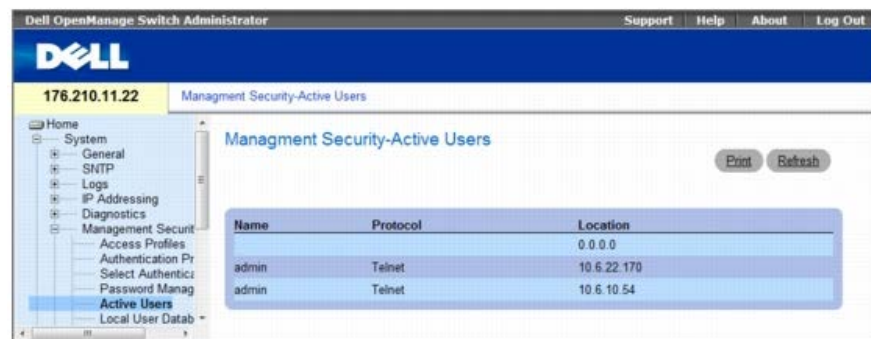 Dell OpenManage Switch Administrator Support Help About Log Out
DELL
176.210.11.22 Managment Security-Active Users
Home
System
General
SNTP
Logs
IP Addressing
Diagnostics
Management Securit
Access Profiles
Authentication Pr
Select Authentica
Password Manag
Active Users
Local User Datab
Managment Security-Active Users
Print Refresh
Name Protocol Location
0.0.0.0
admin Telnet 10.6.22.170
admin Telnet 10.6.10.54